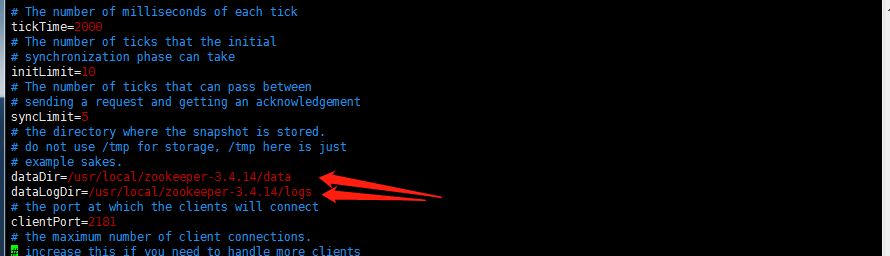 # The number of milliseconds of each tick
tickTime=2000
# The number of ticks that the initial
# synchronization phase can take
initLimit=10
# The number of ticks that can pass between
# sending a request and getting an acknowledgement
syncLimit=5
# the directory where the snapshot is stored.
# do not use /tmp for storage, /tmp here is just
# example sakes.
dataDir=/usr/local/zookeeper-3.4.14/data
dataLogDir=/usr/local/zookeeper-3.4.14/logs
# the port at which the clients will connect
clientPort=2181
# the maximum number of client connections.
# increase this if you need to handle more clients